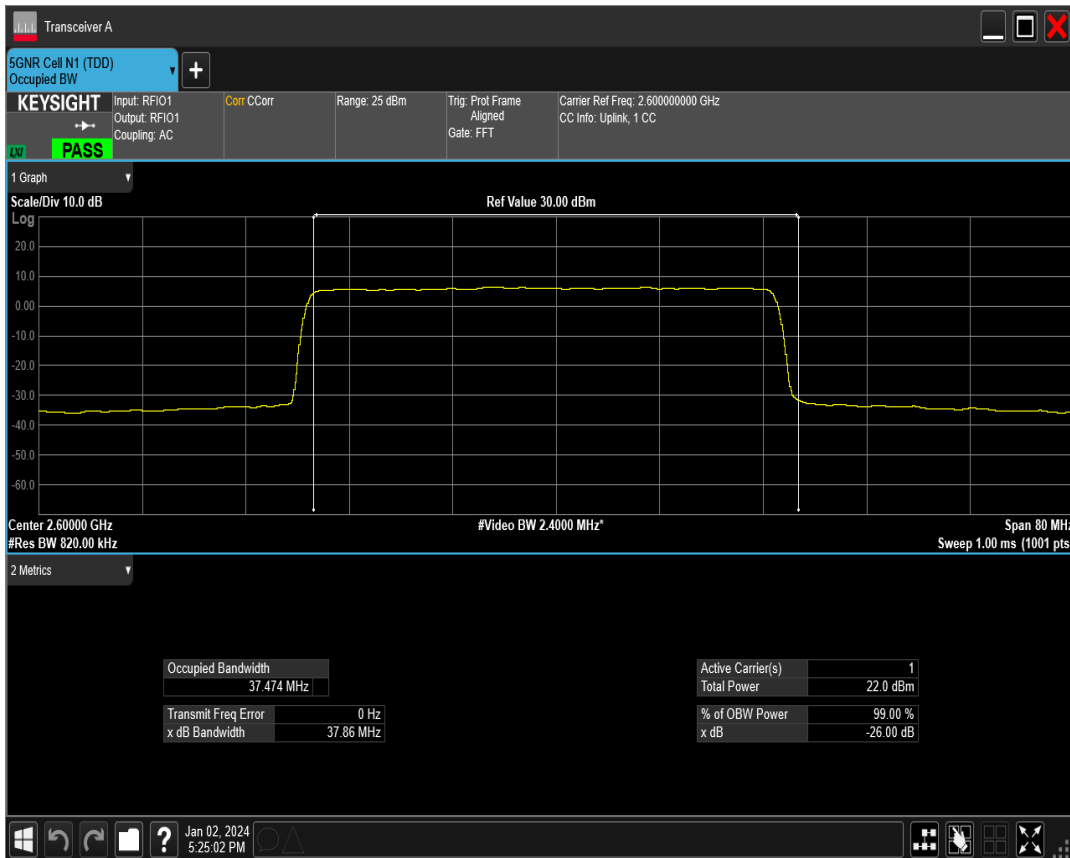 Transceiver A
5GNR Cell N1 (TDD)
Occupied BW
+
KEYSIGHT
LXI
PASS
Input: RFIO1
Output: RFIO1
Coupling: AC
Corr CCorr
Range: 25 dBm
Trig: Prot Frame
Aligned
Gate: FFT
Carrier Ref Freq: 2.600000000 GHz
CC Info: Uplink, 1 CC
1 Graph
Scale/Div 10.0 dB
Ref Value 30.00 dBm
Log
20.0
10.0
0.00
-10.0
-20.0
-30.0
-40.0
-50.0
-60.0
Center 2.60000 GHz
#Video BW 2.4000 MHz*
Span 80 MHz
#Res BW 820.00 kHz
Sweep 1.00 ms (1001 pts
2 Metrics
Occupied Bandwidth
37.474 MHz
Transmit Freq Error 0 Hz
x dB Bandwidth 37.86 MHz
Active Carrier(s) 1
Total Power 22.0 dBm
% of OBW Power 99.00 %
x dB -26.00 dB
?
Jan 02, 2024
5:25:02 PM